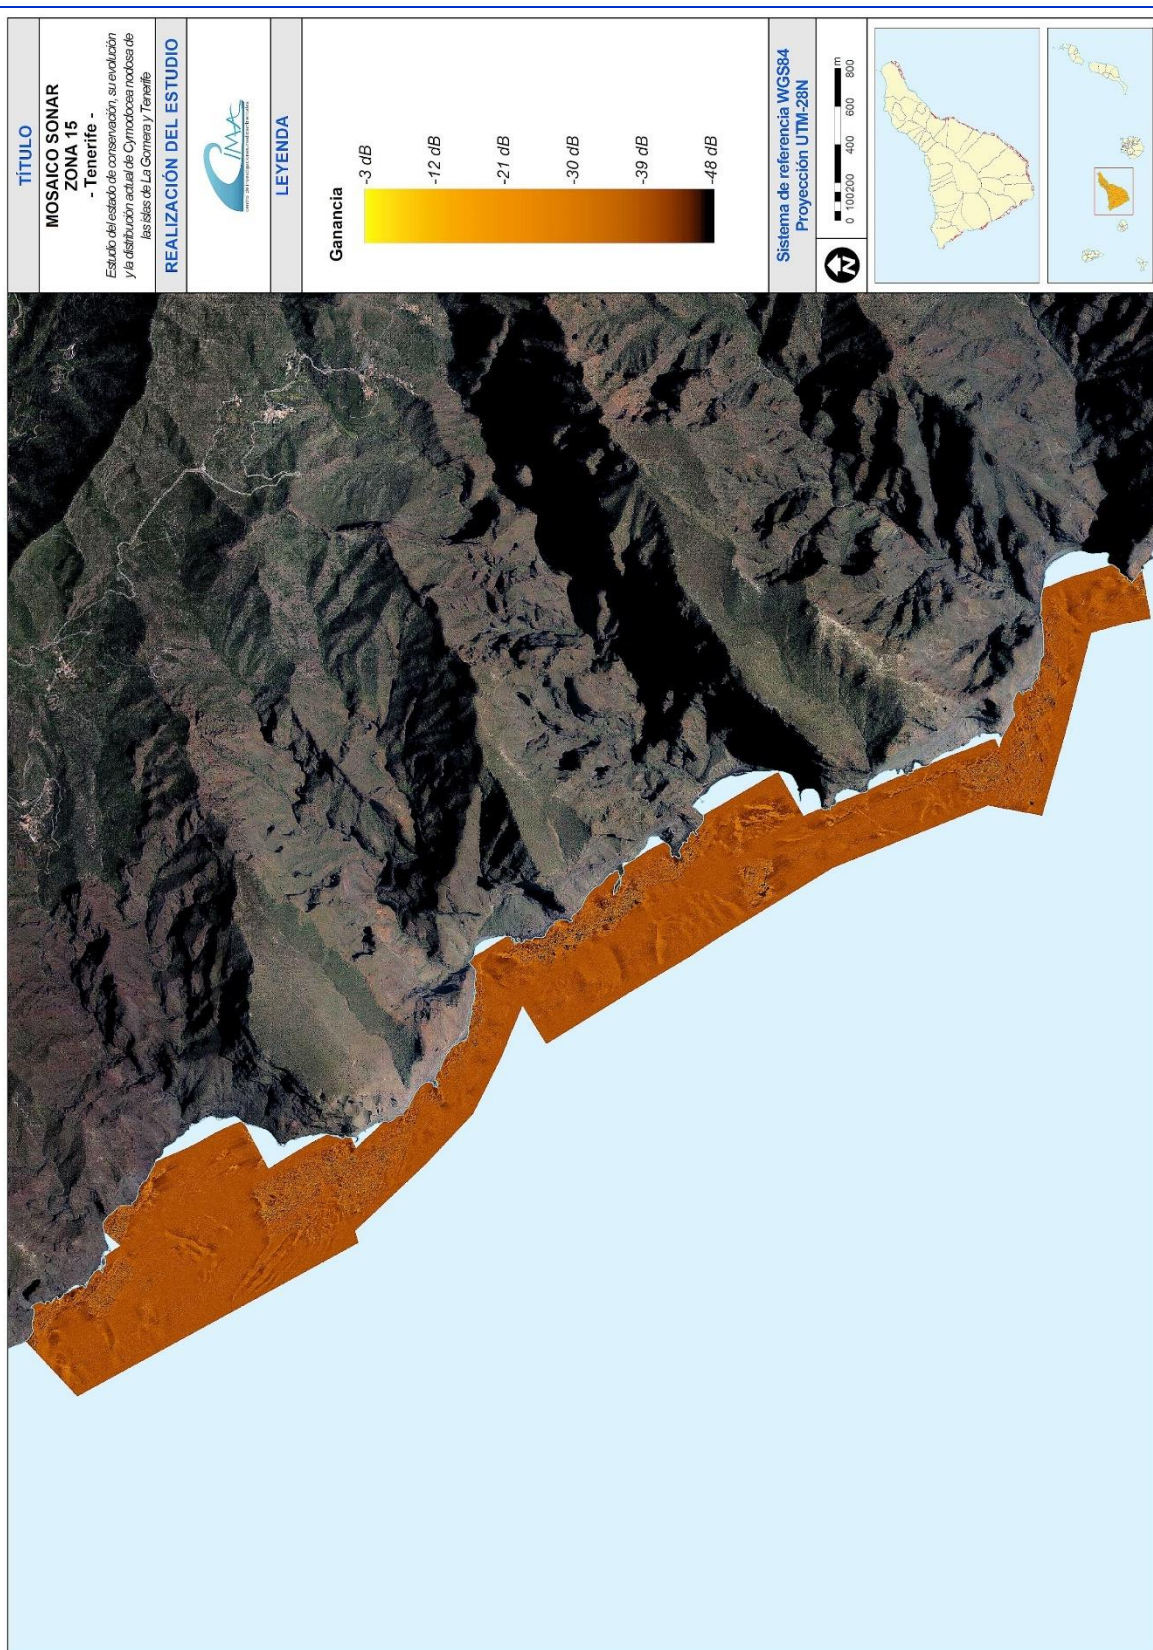 TÍTULO
MOSAICO SONAR
ZONA 15
- Tenerife -
Estudio del estado de conservación, su evolución
y la distribución actual de Cymodocea nodosa de
las islas de La Gomera y Tenerife
REALIZACIÓN DEL ESTUDIO
CIMA
LEYENDA
Ganancia
-3 dB
-12 dB
-21 dB
-30 dB
-39 dB
-48 dB
Sistema de referencia WGS84
Proyección UTM-28N
N
0 100200 400 600 800
m